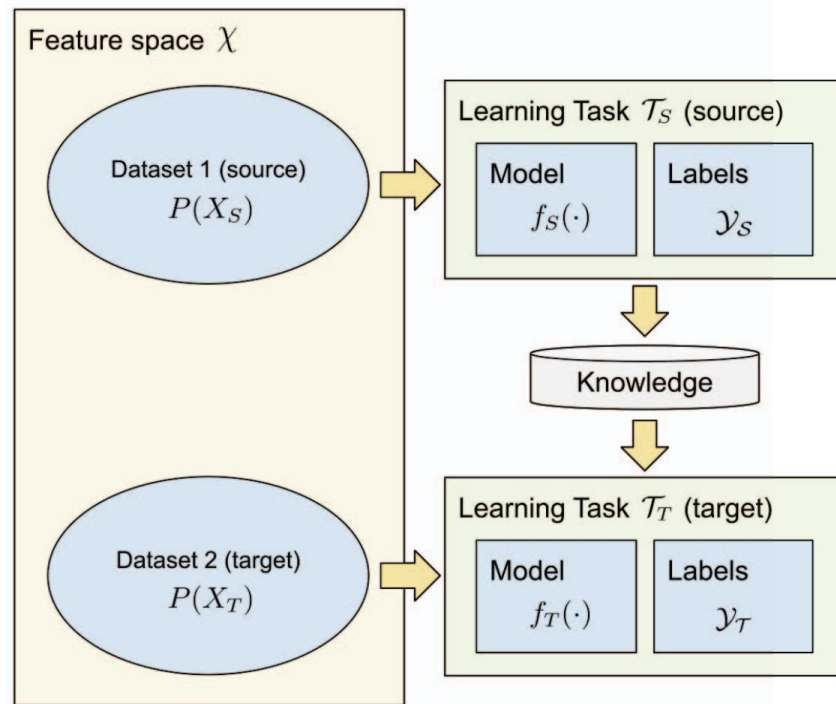 Feature space χ
Dataset 1 (source)
P(X_S)
Learning Task 𝒯_S (source)
Model
f_S(·)
Labels
𝒴_𝒮
Knowledge
Dataset 2 (target)
P(X_T)
Learning Task 𝒯_T (target)
Model
f_T(·)
Labels
𝒴_𝒯